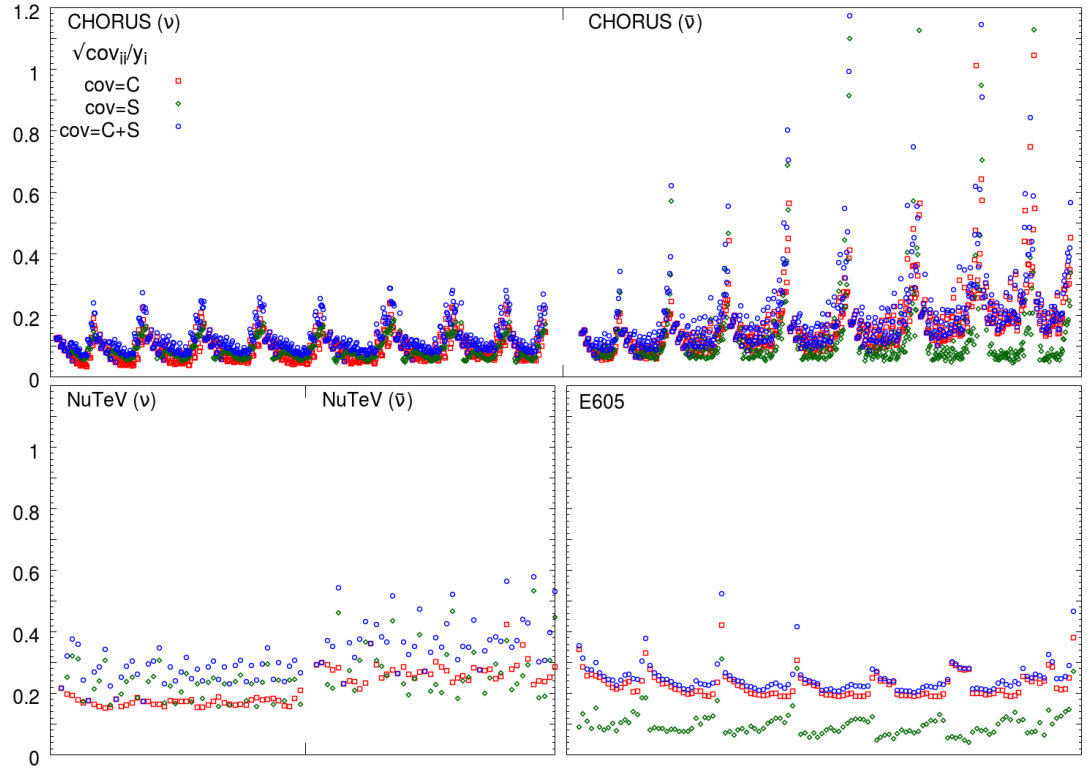 1.2
1
0.8
0.6
0.4
0.2
0
CHORUS (ν)
√cov_ii/y_i
cov=C
cov=S
cov=C+S
CHORUS (ν̄)
1
0.8
0.6
0.4
0.2
0
NuTeV (ν)
NuTeV (ν̄)
E605